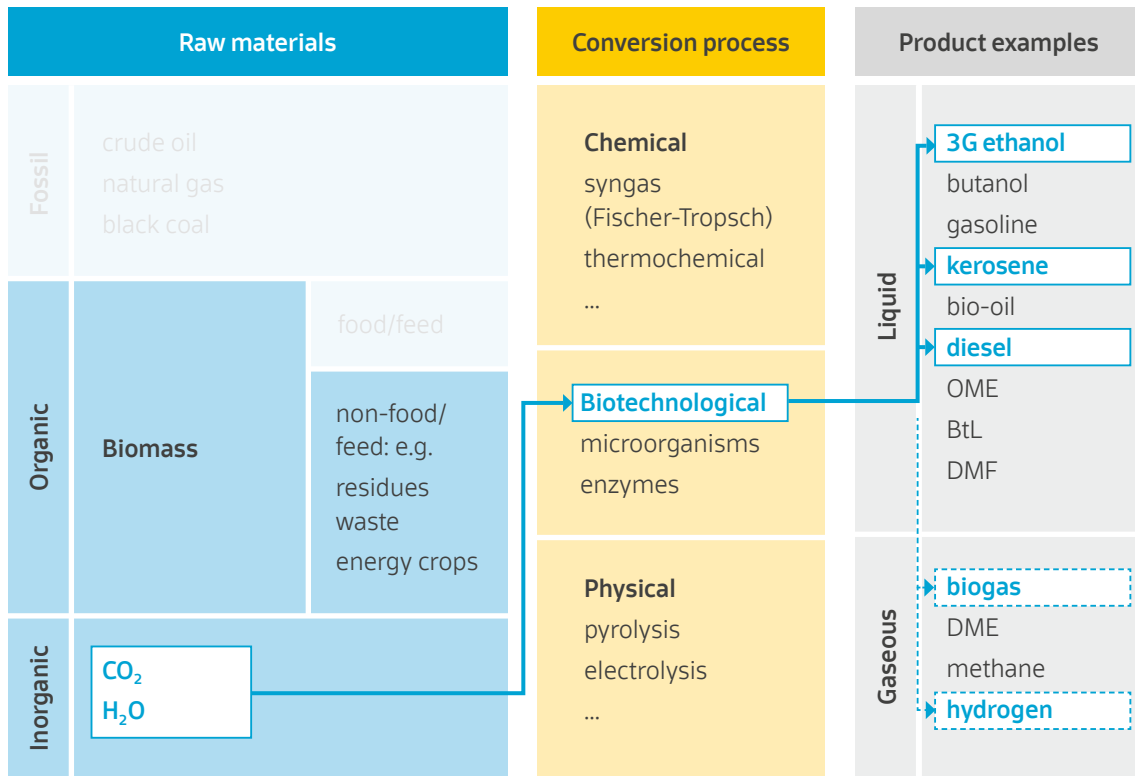 Raw materials
Conversion process
Product examples
Fossil
crude oil
natural gas
black coal
Organic
Biomass
food/feed
non-food/
feed: e.g.
residues
waste
energy crops
Inorganic
CO₂
H₂O
Chemical
syngas
(Fischer-Tropsch)
thermochemical
...
Biotechnological
microorganisms
enzymes
Physical
pyrolysis
electrolysis
...
Liquid
3G ethanol
butanol
gasoline
kerosene
bio-oil
diesel
OME
BtL
DMF
Gaseous
biogas
DME
methane
hydrogen